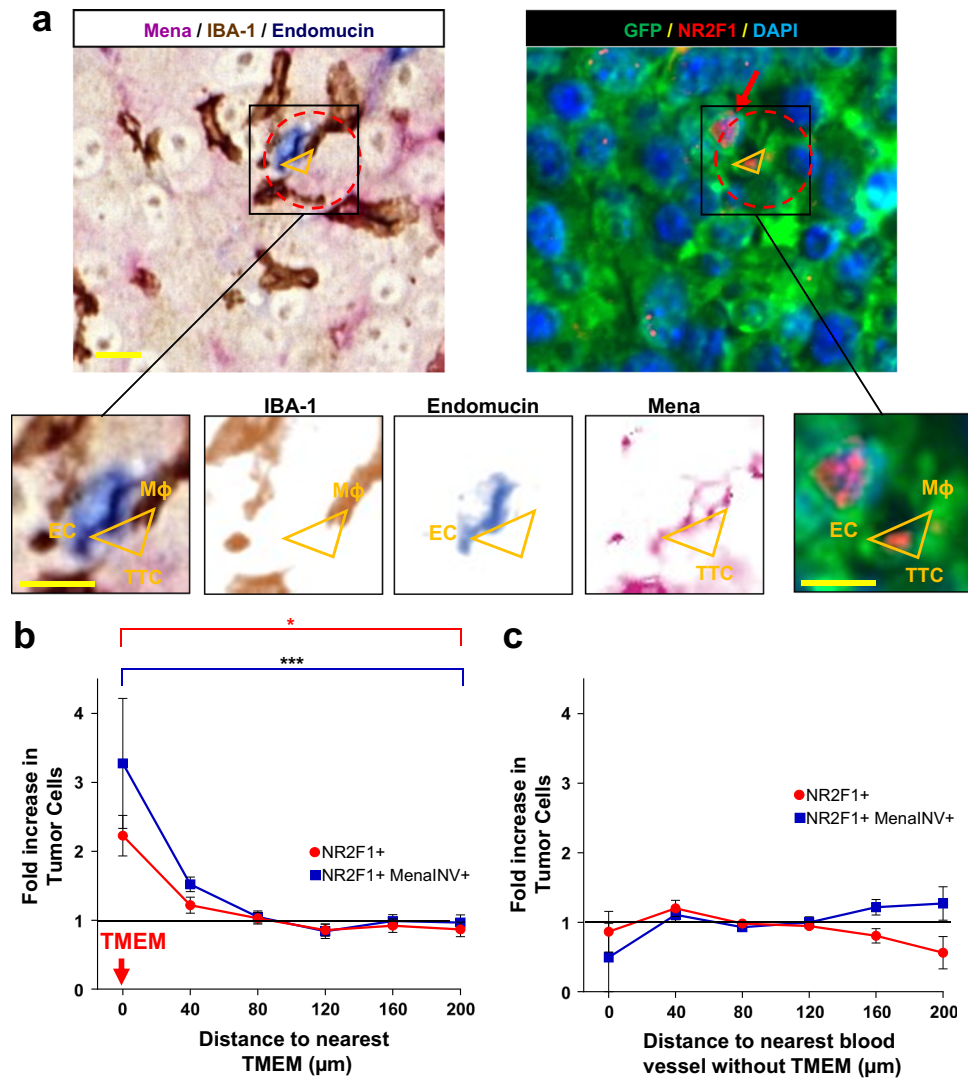 a
Mena / IBA-1 / Endomucin
GFP / NR2F1 / DAPI
IBA-1
Endomucin
Mena
Mϕ
EC
TTC
Mϕ
EC
TTC
Mϕ
EC
TTC
b
*
***
Fold increase in
Tumor Cells
4
3
2
1
0
NR2F1+
NR2F1+ MenaINV+
TMEM
0 40 80 120 160 200
Distance to nearest
TMEM (µm)
c
Fold increase in
Tumor Cells
4
3
2
1
0
NR2F1+
NR2F1+ MenaINV+
0 40 80 120 160 200
Distance to nearest blood
vessel without TMEM (µm)